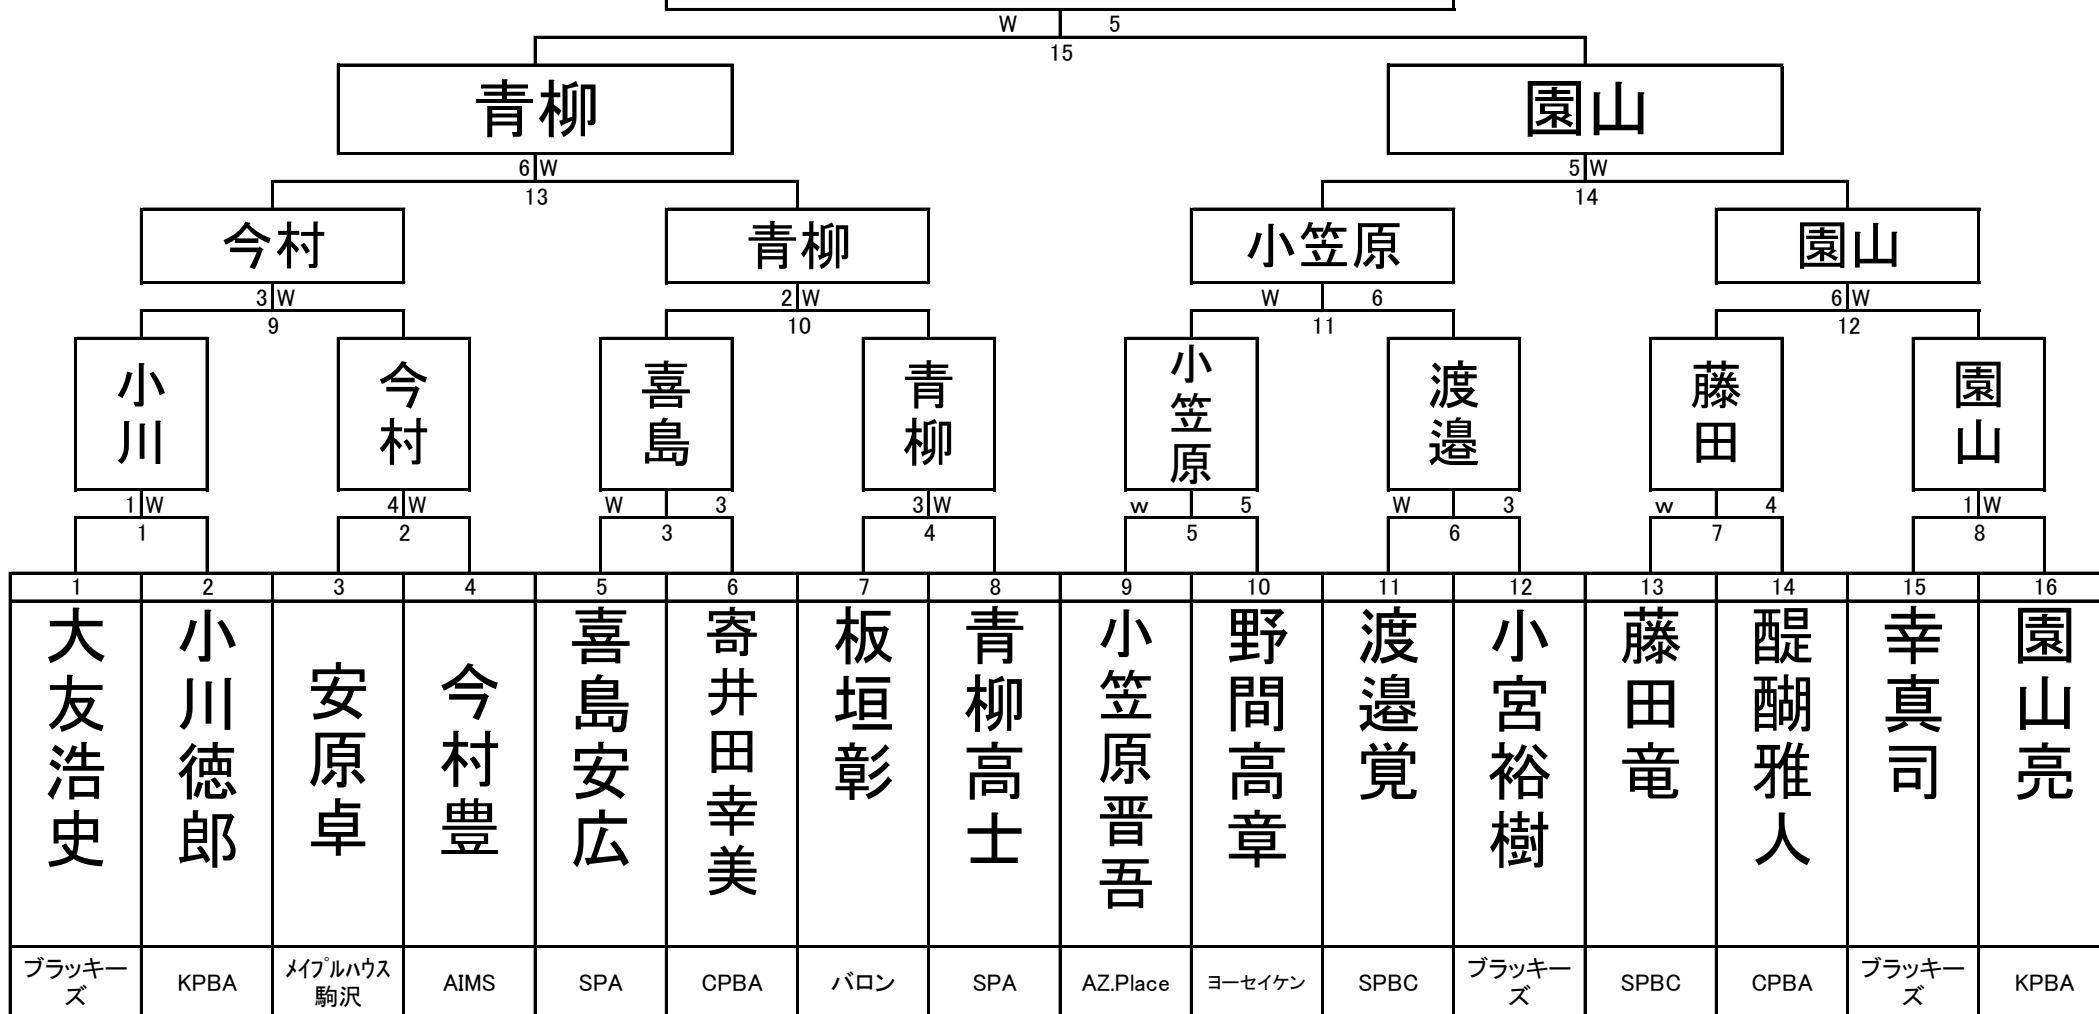 W 5
15
青柳 園山
6 W 5 W
13 14
今村 青柳 小笠原 園山
3 W 2 W W 6 6 W
9 10 11 12
小川 今村 喜島 青柳 小笠原 渡邉 藤田 園山
1 W 4 W W 3 3 W w 5 W 3 w 4 1 W
1 2 3 4 5 6 7 8
1 2 3 4 5 6 7 8 9 10 11 12 13 14 15 16
大友浩史 小川徳郎 安原卓 今村豊 喜島安広 寄井田幸美 板垣彰 青柳高士 小笠原晋吾 野間高章 渡邉覚 小宮裕樹 藤田竜 醍醐雅人 幸真司 園山亮
ブラッキーズ KPBA メイプルハウス駒沢 AIMS SPA CPBA バロン SPA AZ.Place ヨーセイケン SPBC ブラッキーズ SPBC CPBA ブラッキーズ KPBA